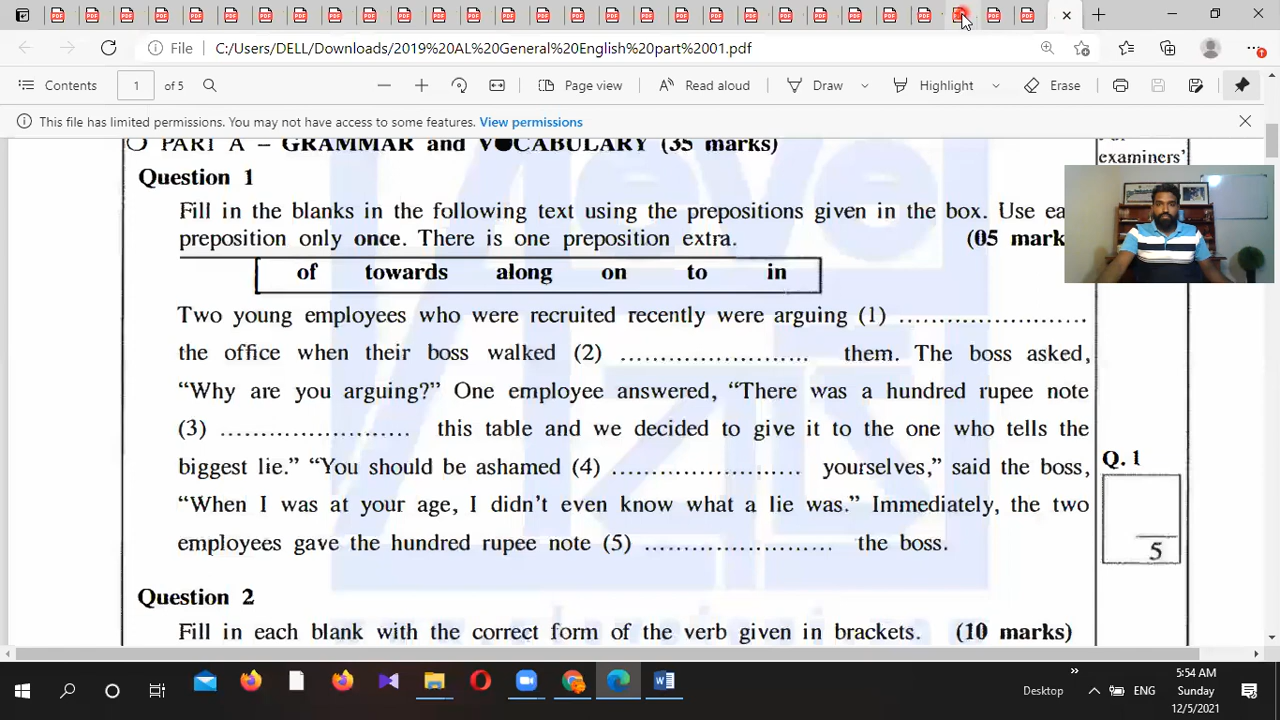 File
C:/Users/DELL/Downloads/2019%20AL%20General%20English%20part%2001.pdf
Contents
1
of 5
Page view
Read aloud
Draw
Highlight
Erase
This file has limited permissions. You may not have access to some features. View permissions
PART A – GRAMMAR and VOCABULARY (35 marks)
examiners'
Question 1
Fill in the blanks in the following text using the prepositions given in the box. Use ea
preposition only once. There is one preposition extra. (05 mark
of towards along on to in
Two young employees who were recruited recently were arguing (1) ..........................
the office when their boss walked (2) .......................... them. The boss asked,
“Why are you arguing?” One employee answered, “There was a hundred rupee note
(3) .......................... this table and we decided to give it to the one who tells the
biggest lie.” “You should be ashamed (4) .......................... yourselves,” said the boss,
“When I was at your age, I didn’t even know what a lie was.” Immediately, the two
employees gave the hundred rupee note (5) .......................... the boss.
Q. 1
5
Question 2
Fill in each blank with the correct form of the verb given in brackets. (10 marks)
Desktop
ENG
5:54 AM
Sunday
12/5/2021